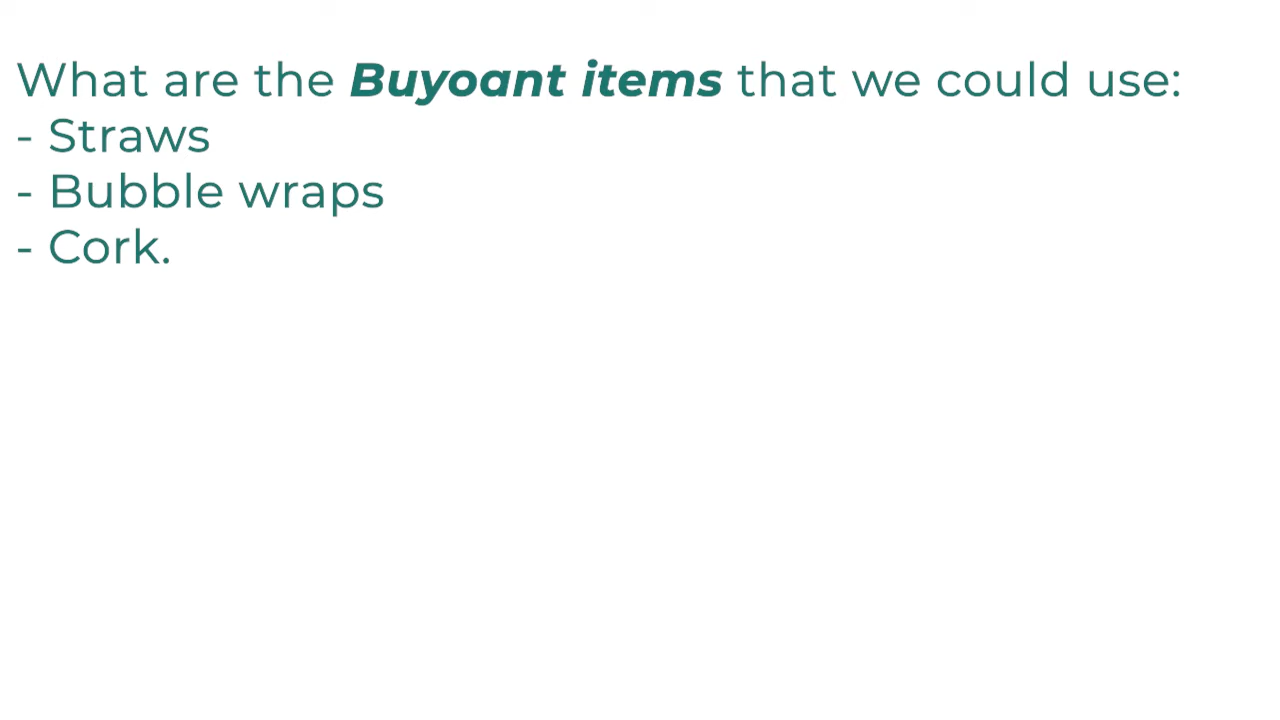 What are the Buyoant items that we could use:
- Straws
- Bubble wraps
- Cork.